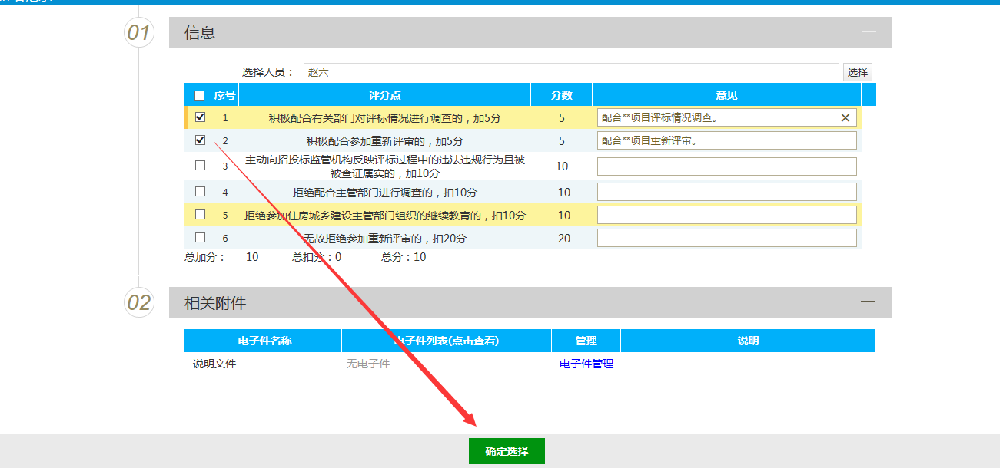 01 信息
选择人员： 赵六 选择
序号 评分点 分数 意见
1 积极配合有关部门对评标情况进行调查的，加5分 5 配合**项目评标情况调查。
2 积极配合参加重新评审的，加5分 5 配合**项目重新评审。
3 主动向招投标监管机构反映评标过程中的违法违规行为且被 10
被查证属实的，加10分
4 拒绝配合主管部门进行调查的，扣10分 -10
5 拒绝参加住房城乡建设主管部门组织的继续教育的，扣10分 -10
6 无故拒绝参加重新评审的，扣20分 -20
总加分： 10 总扣分：0 总分：10
02 相关附件
电子件名称 电子件列表(点击查看) 管理 说明
说明文件 无电子件 电子件管理
确定选择